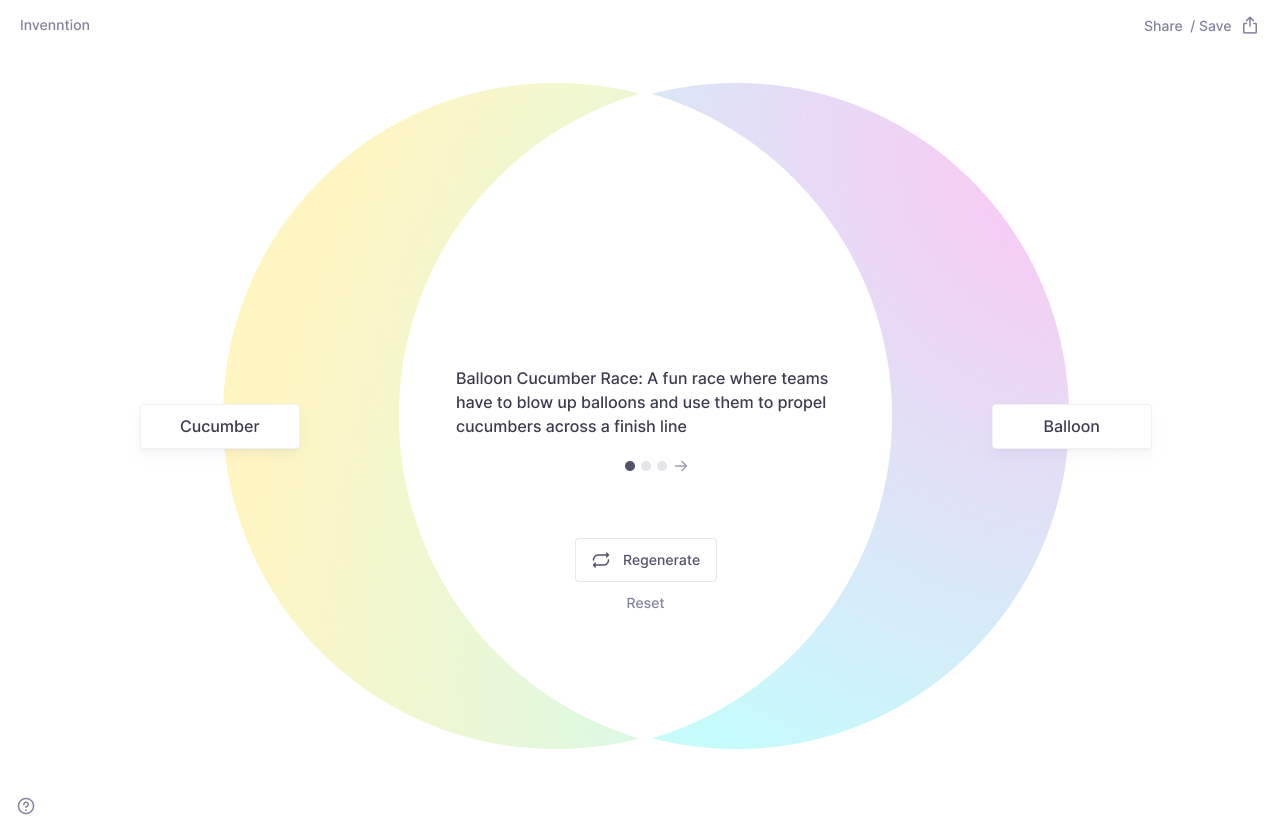 Invenntion
Share / Save
Balloon Cucumber Race: A fun race where teams
have to blow up balloons and use them to propel
cucumbers across a finish line
Cucumber
Balloon
Regenerate
Reset